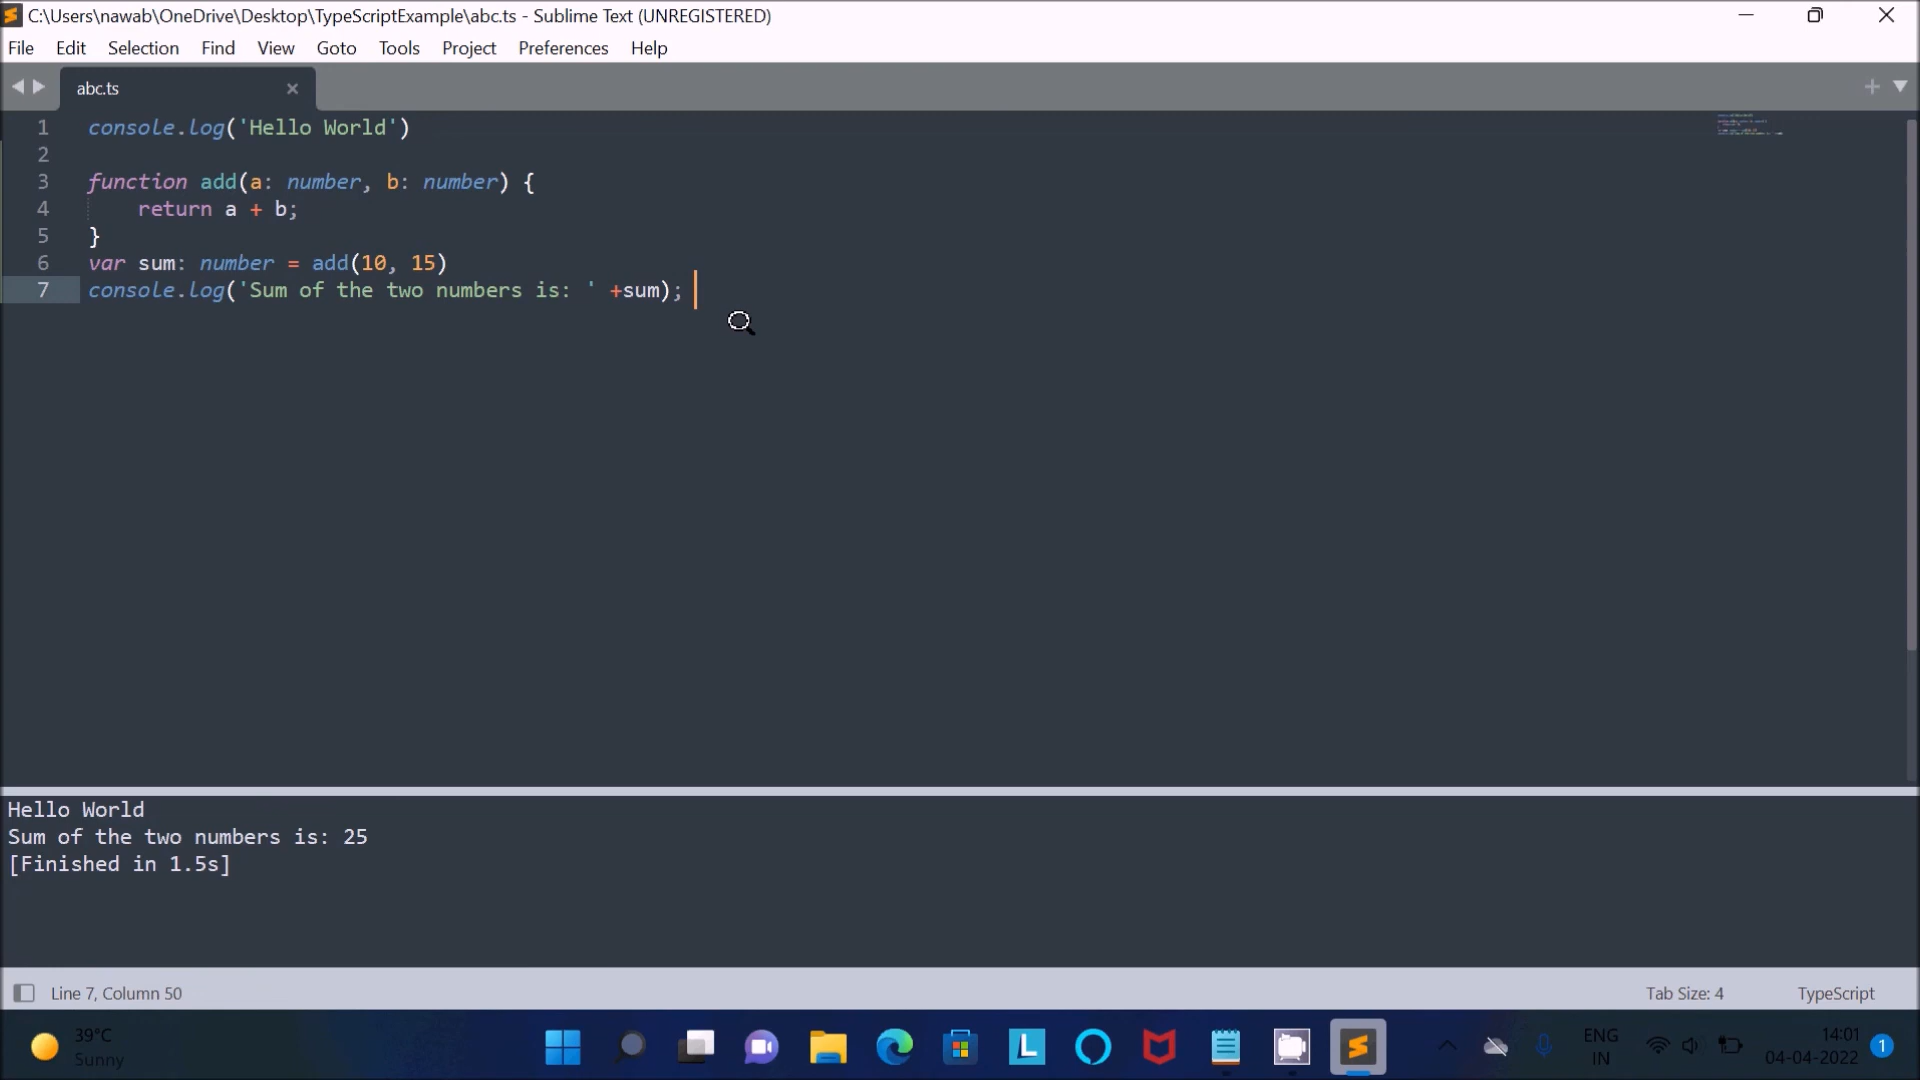 C:\Users\nawab\OneDrive\Desktop\TypeScriptExample\abc.ts - Sublime Text (UNREGISTERED)
File Edit Selection Find View Goto Tools Project Preferences Help
abc.ts
1 console.log('Hello World')
2
3 function add(a: number, b: number) {
4     return a + b;
5 }
6 var sum: number = add(10, 15)
7 console.log('Sum of the two numbers is: ' +sum);
Hello World
Sum of the two numbers is: 25
[Finished in 1.5s]
Line 7, Column 50 Tab Size: 4 TypeScript
39°C
Sunny
L
ENG
IN
14:01
04-04-2022
1